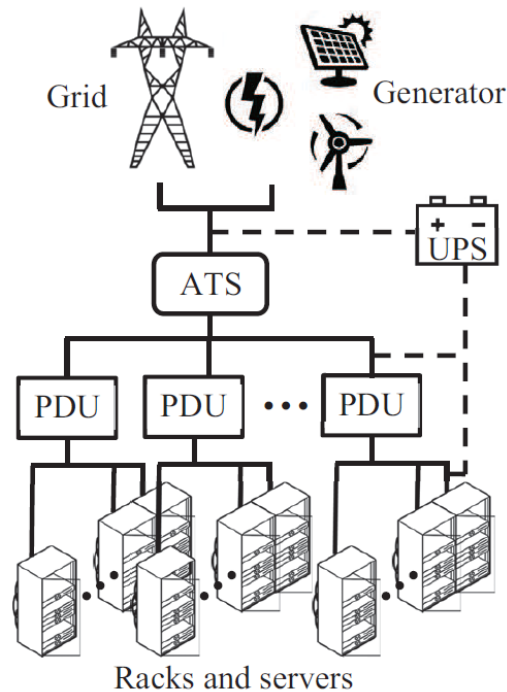 Grid
Generator
+ −
UPS
ATS
PDU PDU PDU
Racks and servers